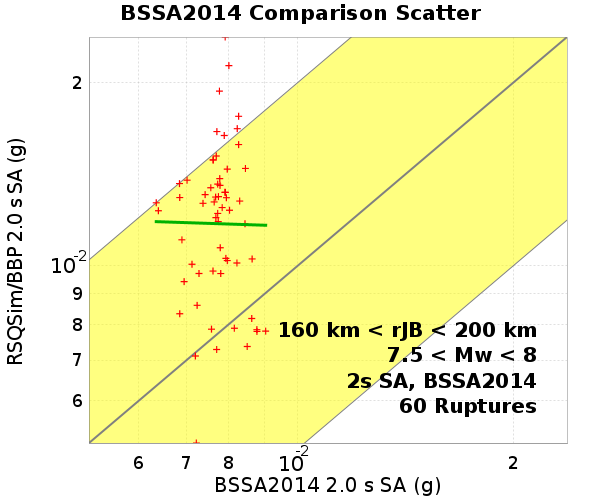 BSSA2014 Comparison Scatter
RSQSim/BBP 2.0 s SA (g)
2
10-2
9
8
7
6
160 km < rJB < 200 km
7.5 < Mw < 8
2s SA, BSSA2014
60 Ruptures
6 7 8 10-2 2
BSSA2014 2.0 s SA (g)